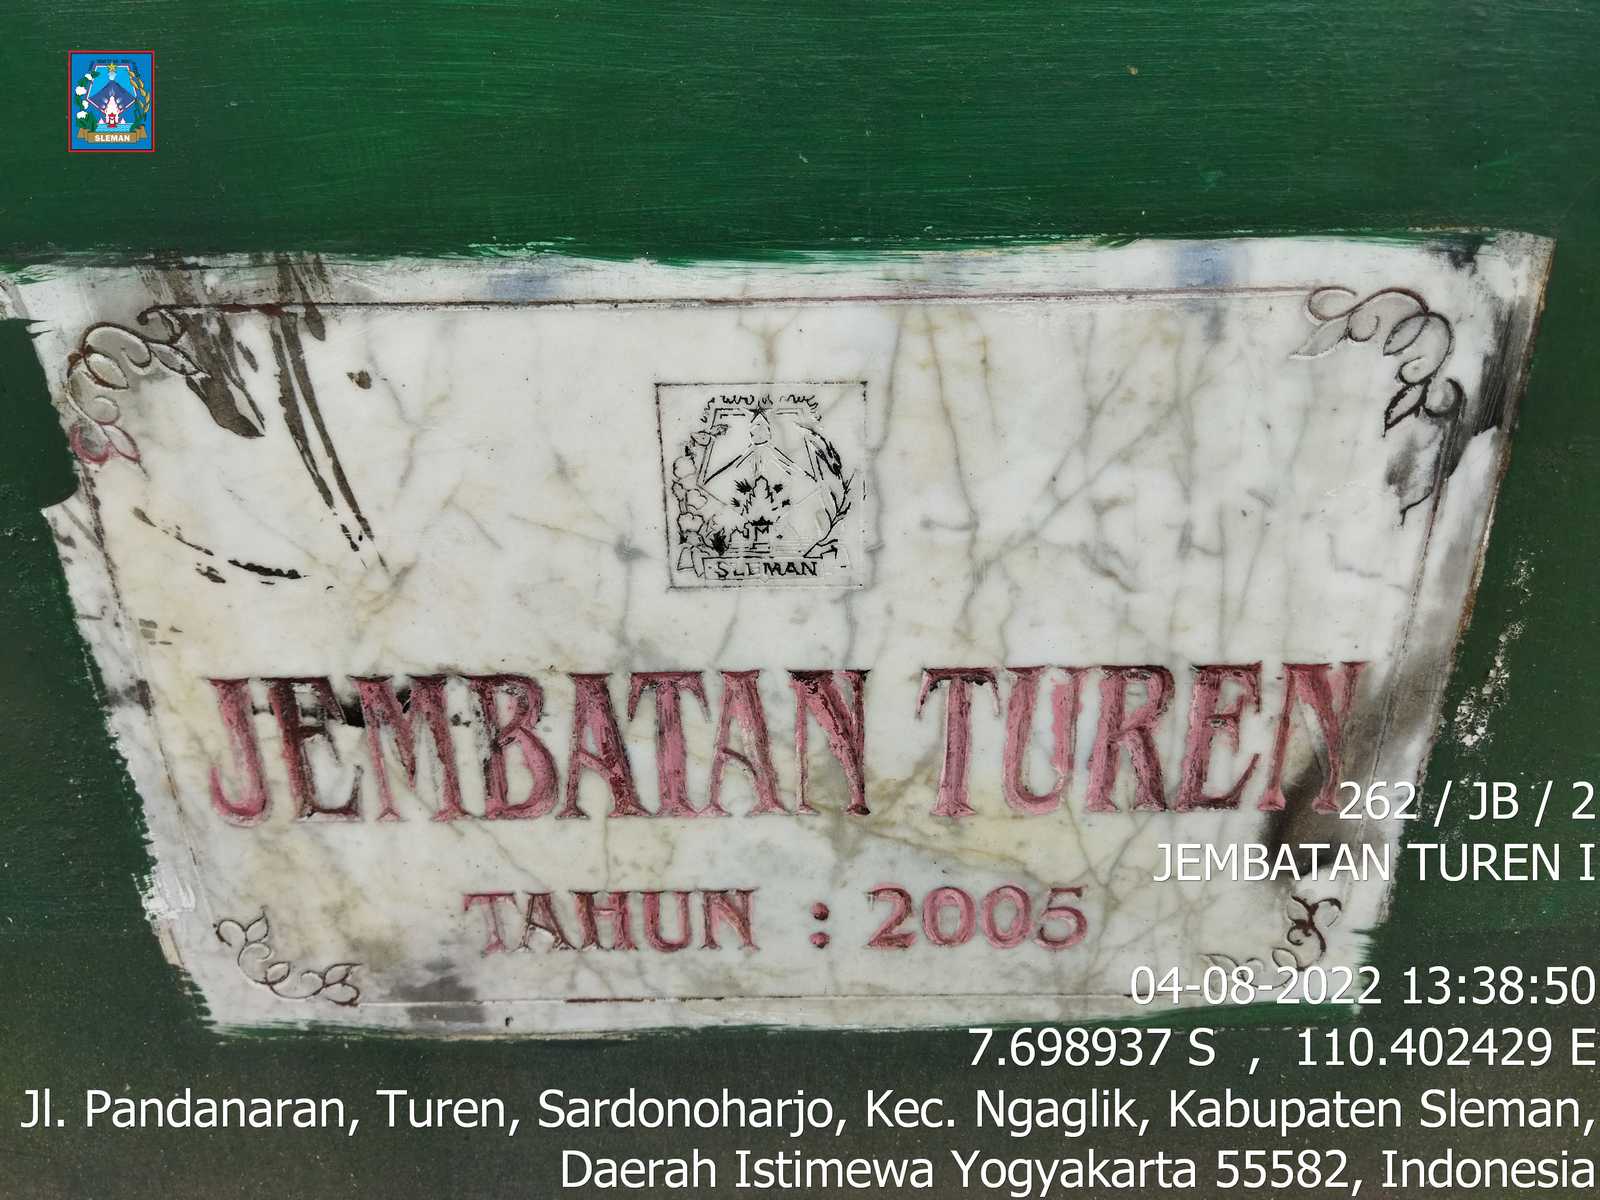 SLEMAN
SLEMAN
JEMBATAN TUREN
TAHUN : 2005
262 / JB / 2
JEMBATAN TUREN I
04-08-2022 13:38:50
7.698937 S , 110.402429 E
Jl. Pandanaran, Turen, Sardonoharjo, Kec. Ngaglik, Kabupaten Sleman,
Daerah Istimewa Yogyakarta 55582, Indonesia